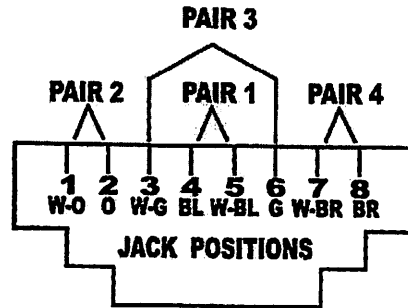 PAIR 3
PAIR 2 PAIR 1 PAIR 4
1 2 3 4 5 6 7 8
W-O O W-G BL W-BL G W-BR BR
JACK POSITIONS